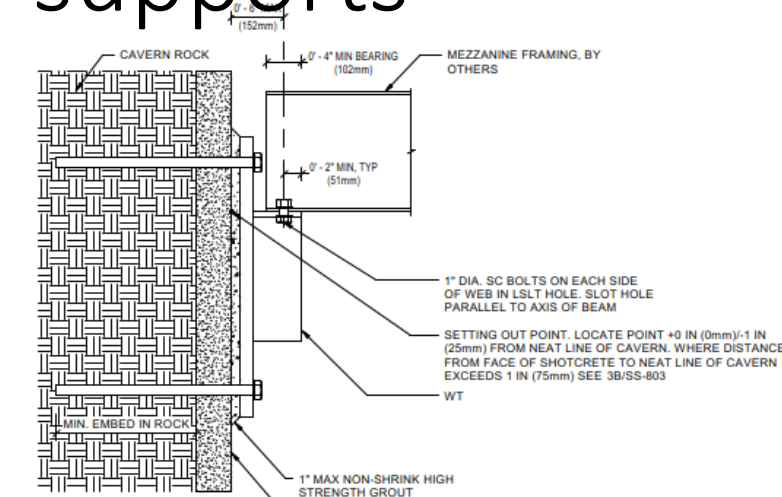 supports
0' - 6"
(152mm)
CAVERN ROCK
0' - 4" MIN BEARING
(102mm)
MEZZANINE FRAMING, BY
OTHERS
0' - 2" MIN, TYP
(51mm)
1" DIA. SC BOLTS ON EACH SIDE
OF WEB IN LSLT HOLE. SLOT HOLE
PARALLEL TO AXIS OF BEAM
SETTING OUT POINT. LOCATE POINT +0 IN (0mm)/-1 IN
(25mm) FROM NEAT LINE OF CAVERN. WHERE DISTANCE
FROM FACE OF SHOTCRETE TO NEAT LINE OF CAVERN
EXCEEDS 1 IN (75mm) SEE 3B/SS-803
WT
MIN. EMBED IN ROCK
1" MAX NON-SHRINK HIGH
STRENGTH GROUT